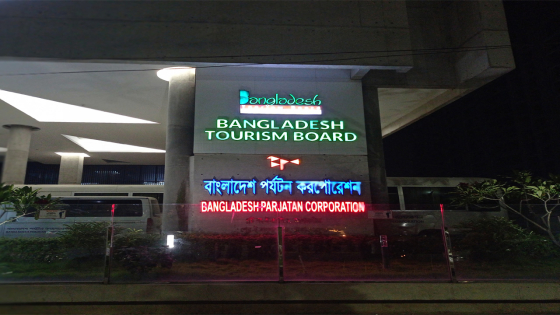 Bangladesh
BANGLADESH
TOURISM BOARD
বাংলাদেশ পর্যটন করপোরেশন
BANGLADESH PARJATAN CORPORATION